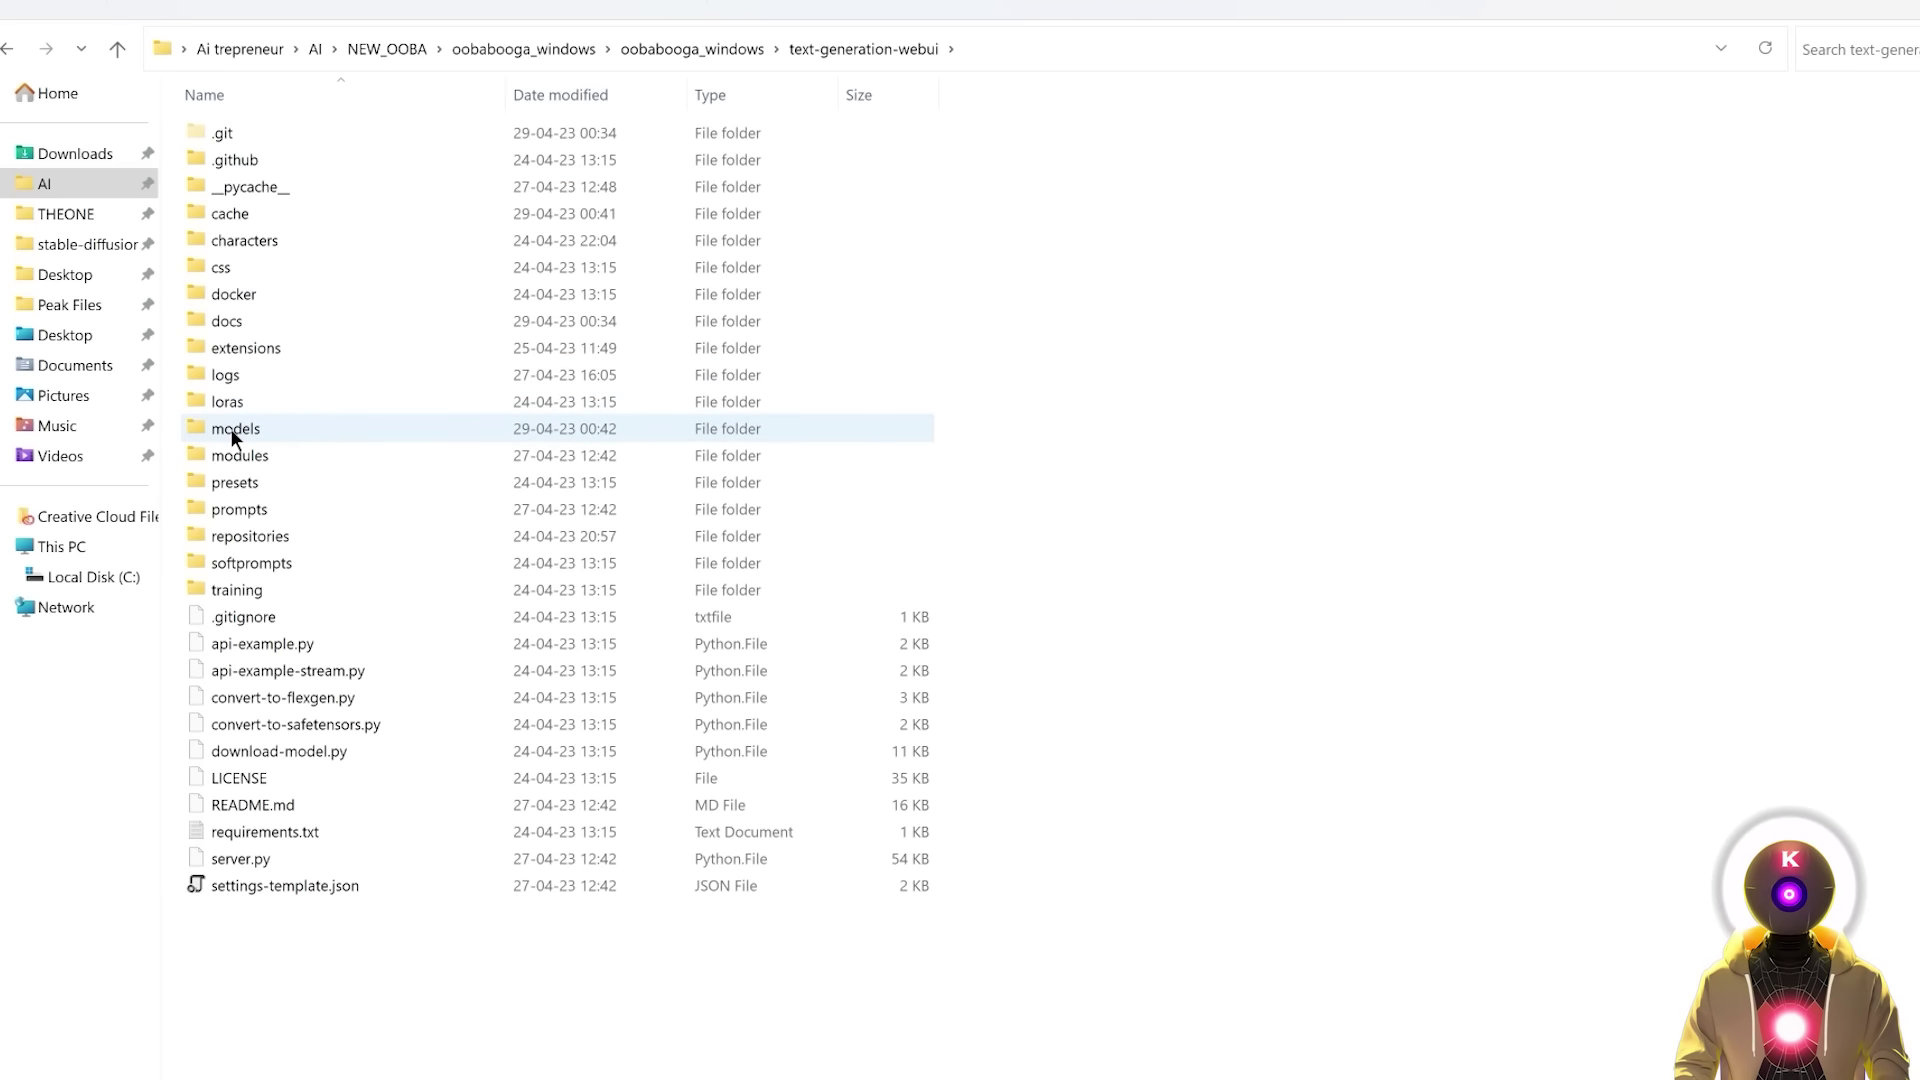 Ai trepreneur > AI > NEW_OOBA > oobabooga_windows > oobabooga_windows > text-generation-webui >
Search text-gener
Home
Downloads
AI
THEONE
stable-diffusior
Desktop
Peak Files
Desktop
Documents
Pictures
Music
Videos
Creative Cloud File
This PC
Local Disk (C:)
Network
Name Date modified Type Size
.git 29-04-23 00:34 File folder
.github 24-04-23 13:15 File folder
__pycache__ 27-04-23 12:48 File folder
cache 29-04-23 00:41 File folder
characters 24-04-23 22:04 File folder
css 24-04-23 13:15 File folder
docker 24-04-23 13:15 File folder
docs 29-04-23 00:34 File folder
extensions 25-04-23 11:49 File folder
logs 27-04-23 16:05 File folder
loras 24-04-23 13:15 File folder
models 29-04-23 00:42 File folder
modules 27-04-23 12:42 File folder
presets 24-04-23 13:15 File folder
prompts 27-04-23 12:42 File folder
repositories 24-04-23 20:57 File folder
softprompts 24-04-23 13:15 File folder
training 24-04-23 13:15 File folder
.gitignore 24-04-23 13:15 txtfile 1 KB
api-example.py 24-04-23 13:15 Python.File 2 KB
api-example-stream.py 24-04-23 13:15 Python.File 2 KB
convert-to-flexgen.py 24-04-23 13:15 Python.File 3 KB
convert-to-safetensors.py 24-04-23 13:15 Python.File 2 KB
download-model.py 24-04-23 13:15 Python.File 11 KB
LICENSE 24-04-23 13:15 File 35 KB
README.md 27-04-23 12:42 MD File 16 KB
requirements.txt 24-04-23 13:15 Text Document 1 KB
server.py 27-04-23 12:42 Python.File 54 KB
settings-template.json 27-04-23 12:42 JSON File 2 KB
K